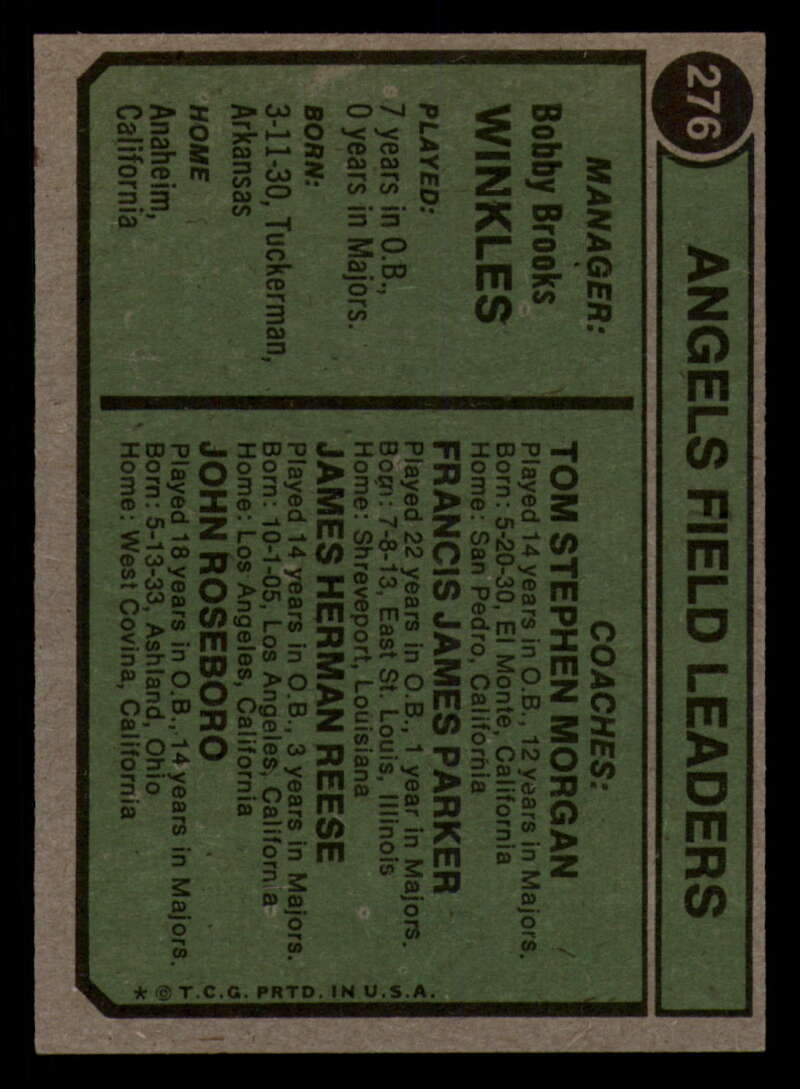 276
ANGELS FIELD LEADERS
MANAGER:
Bobby Brooks
WINKLES
PLAYED:
7 years in O.B.,
0 years in Majors.
BORN:
3-11-30, Tuckerman,
Arkansas
HOME
Anaheim,
California
COACHES:
TOM STEPHEN MORGAN
Played 14 years in O.B., 12 years in Majors.
Born: 5-20-30, El Monte, California
Home: San Pedro, California
FRANCIS JAMES PARKER
Played 22 years in O.B., 1 year in Majors.
Born: 7-8-13, East St. Louis, Illinois
Home: Shreveport, Louisiana
JAMES HERMAN REESE
Played 14 years in O.B., 3 years in Majors.
Born: 10-1-05, Los Angeles, California
Home: Los Angeles, California
JOHN ROSEBORO
Played 18 years in O.B., 14 years in Majors.
Born: 5-13-33, Ashland, Ohio
Home: West Covina, California
* © T.C.G. PRTD. IN U.S.A.